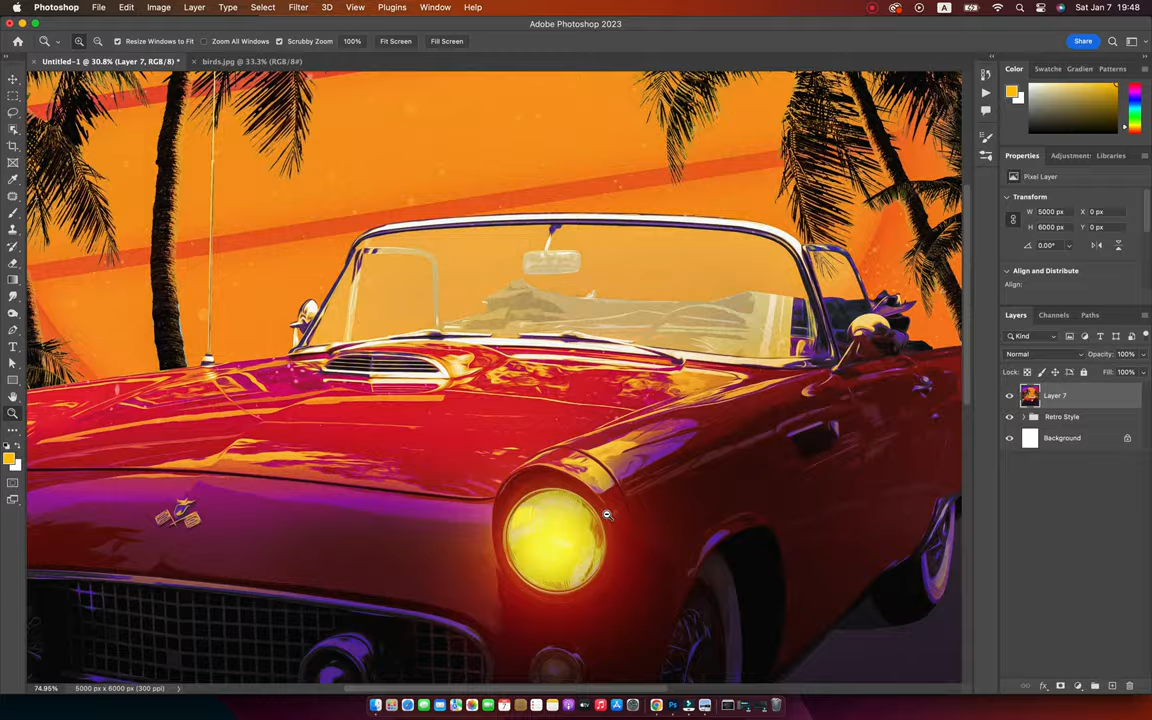 Photoshop File Edit Image Layer Type Select Filter 3D View Plugins Window Help A Sat Jan 7 19:48
Adobe Photoshop 2023
Resize Windows to Fit Zoom All Windows Scrubby Zoom 100% Fit Screen Fill Screen Share
Untitled-1 @ 30.8% (Layer 7, RGB/8) * birds.jpg @ 33.3% (RGB/8#)
Color Swatche Gradien Patterns
Properties Adjustment Libraries
Pixel Layer
Transform
W 5000 px X 0 px
H 6000 px Y 0 px
0.00°
Align and Distribute
Align:
Layers Channels Paths
Kind
Normal Opacity: 100%
Lock: Fill: 100%
Layer 7
Retro Style
Background
74.95% 5000 px x 6000 px (300 ppi)